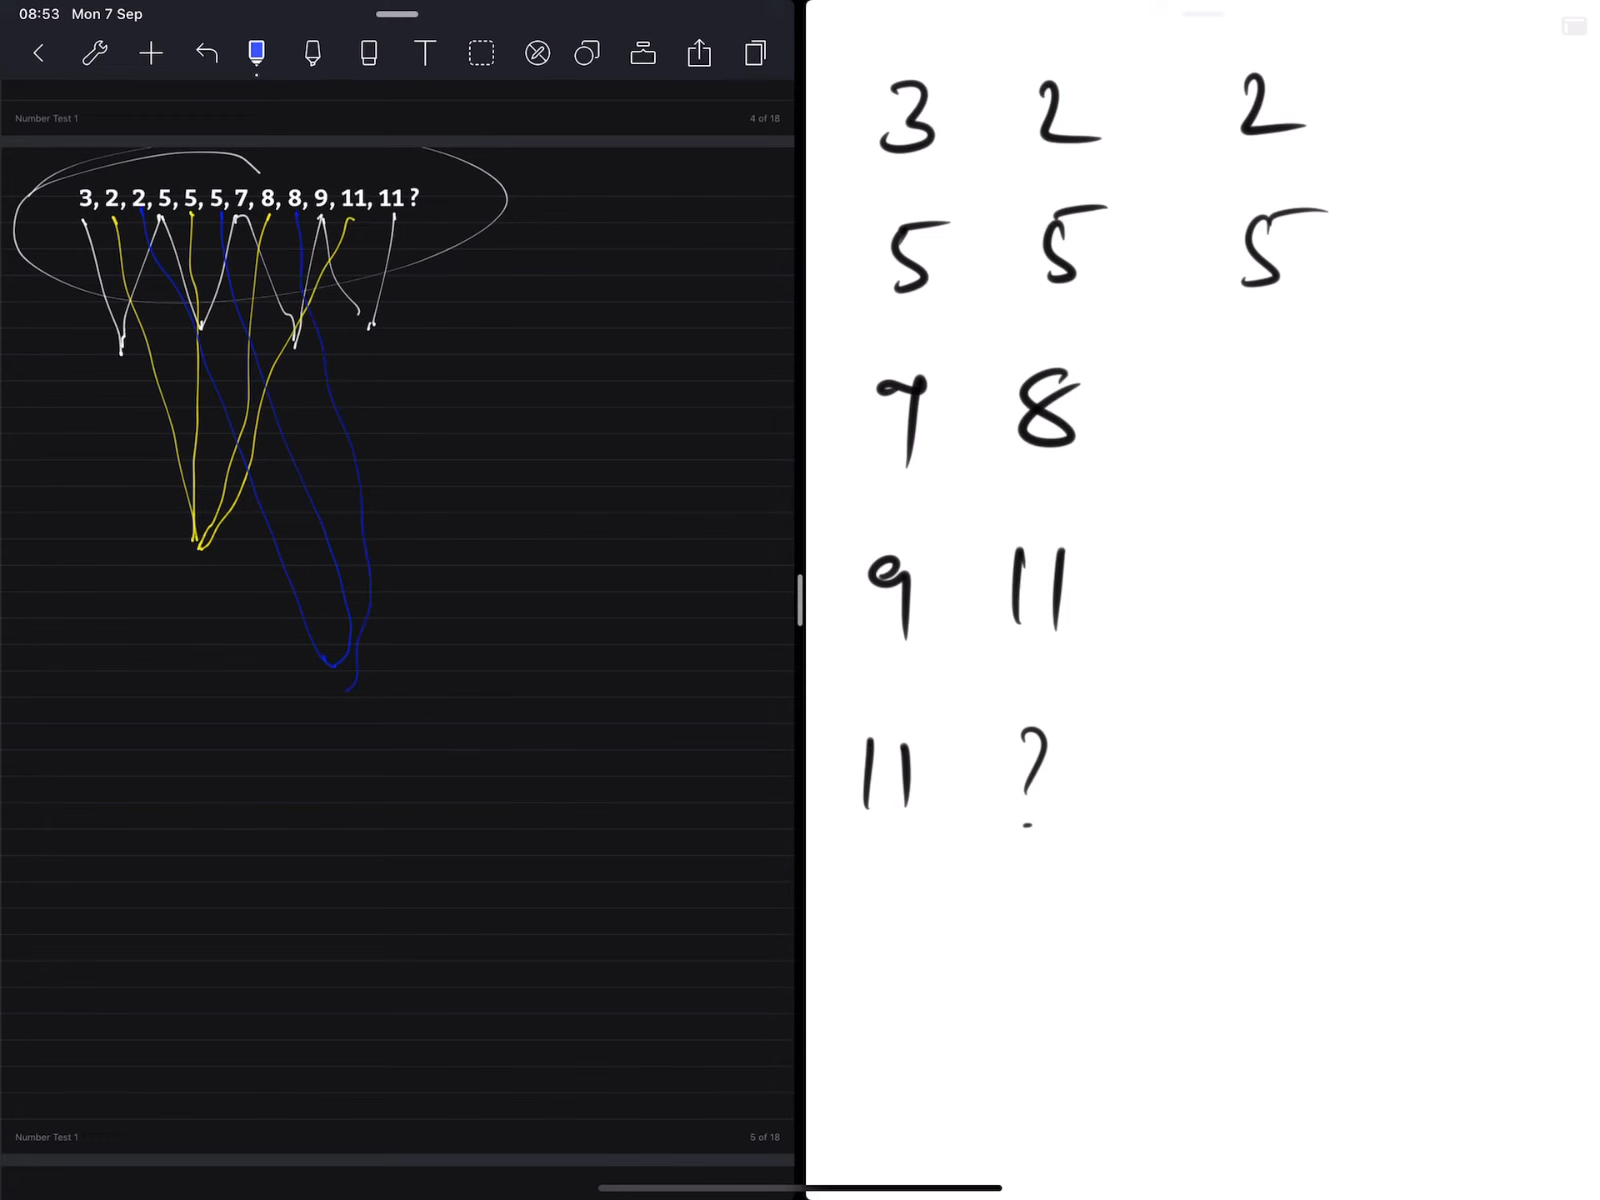 08:53 Mon 7 Sep
Number Test 1
4 of 18
3, 2, 2, 5, 5, 5, 7, 8, 8, 9, 11, 11 ?
Number Test 1
5 of 18
3 2 2
5 5 5
7 8
9 11
11 ?